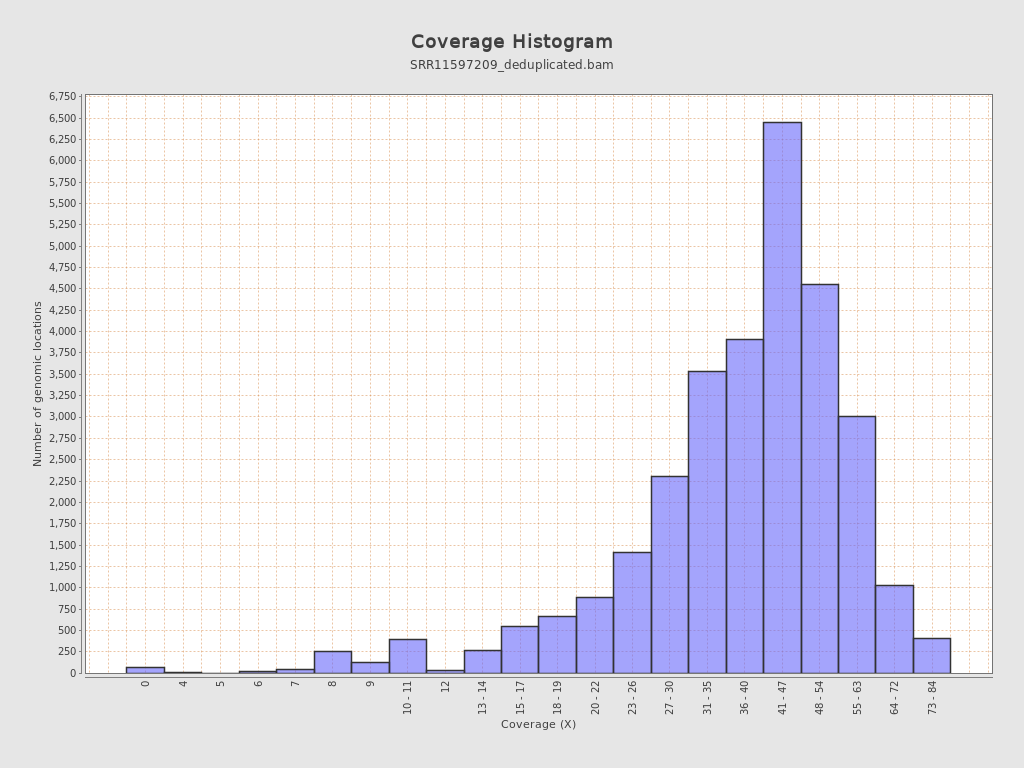 Coverage Histogram
SRR11597209_deduplicated.bam
Number of genomic locations
6,750
6,500
6,250
6,000
5,750
5,500
5,250
5,000
4,750
4,500
4,250
4,000
3,750
3,500
3,250
3,000
2,750
2,500
2,250
2,000
1,750
1,500
1,250
1,000
750
500
250
0
0
4
5
6
7
8
9
10 - 11
12
13 - 14
15 - 17
18 - 19
20 - 22
23 - 26
27 - 30
31 - 35
36 - 40
41 - 47
48 - 54
55 - 63
64 - 72
73 - 84
Coverage (X)